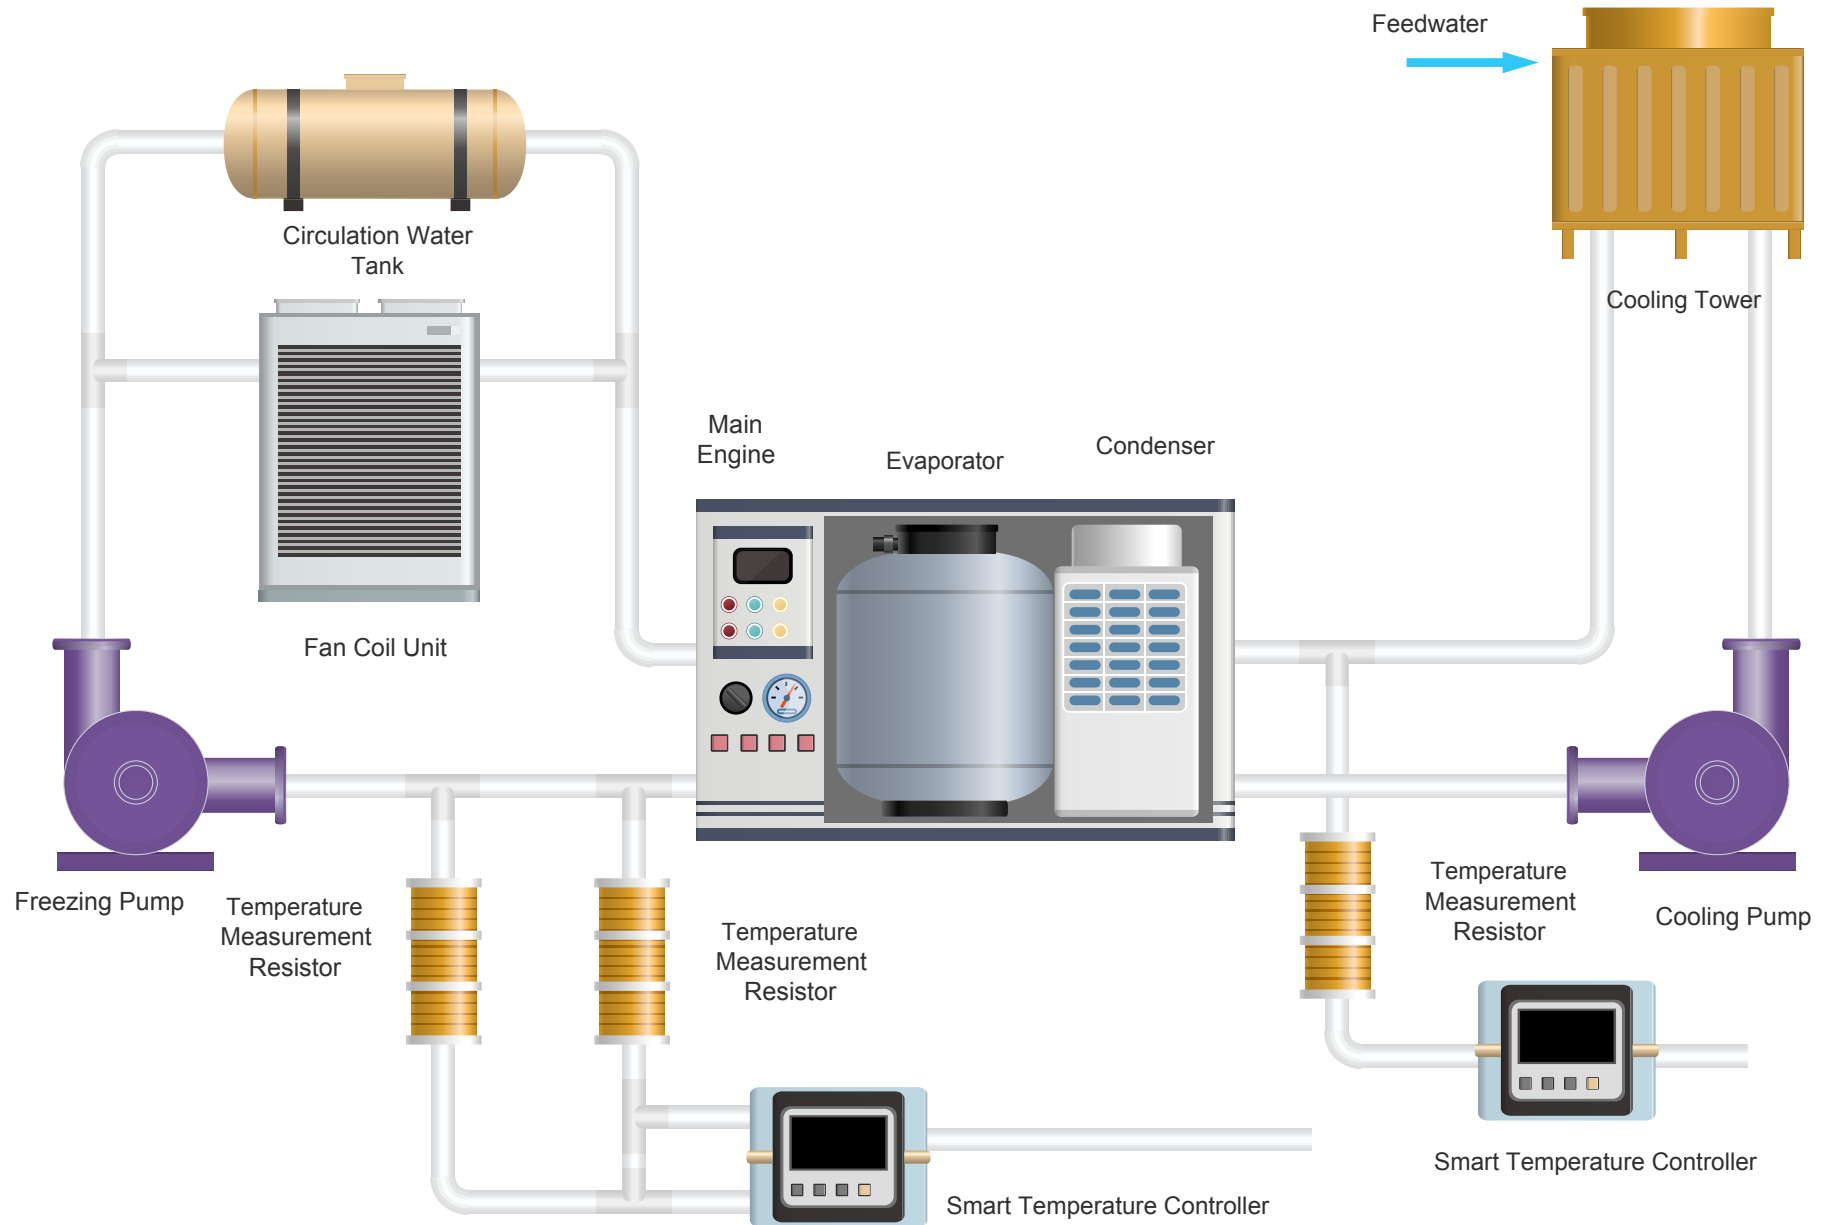 Feedwater
Circulation Water
Tank
Cooling Tower
Main
Engine
Evaporator
Condenser
Fan Coil Unit
Freezing Pump
Temperature
Measurement
Resistor
Temperature
Measurement
Resistor
Temperature
Measurement
Resistor
Cooling Pump
Smart Temperature Controller
Smart Temperature Controller